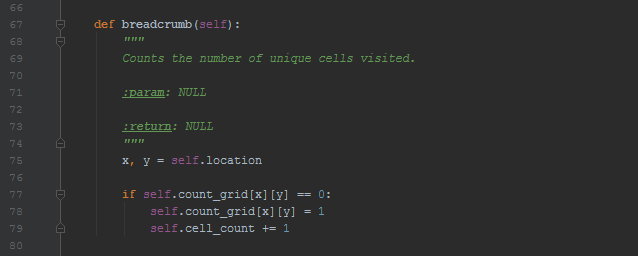 66
67 def breadcrumb(self):
68 """
69 Counts the number of unique cells visited.
70
71 :param: NULL
72
73 :return: NULL
74 """
75 x, y = self.location
76
77 if self.count_grid[x][y] == 0:
78 self.count_grid[x][y] = 1
79 self.cell_count += 1
80